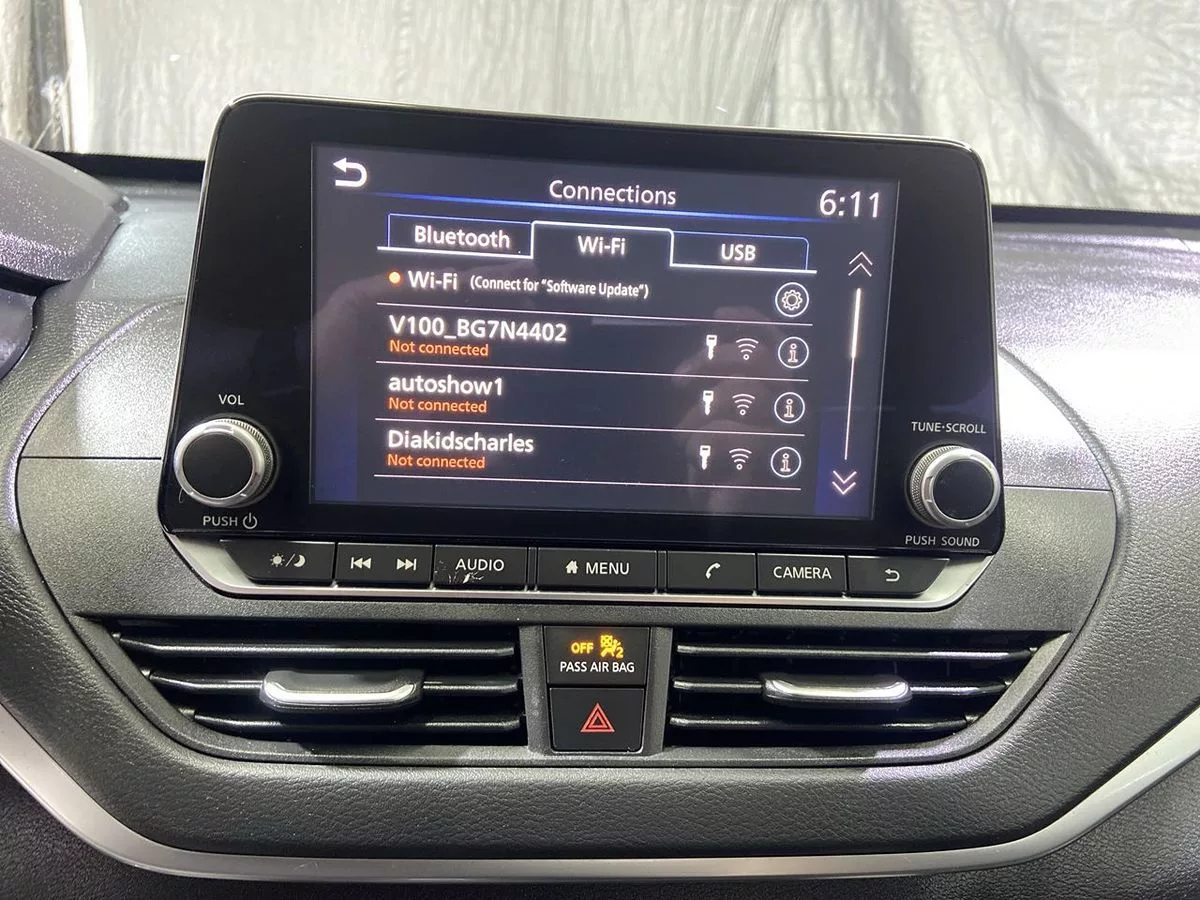 Connections
6:11
Bluetooth
Wi-Fi
USB
Wi-Fi (Connect for "Software Update")
V100_BG7N4402
Not connected
autoshow1
Not connected
Diakidscharles
Not connected
VOL
TUNE·SCROLL
PUSH
PUSH SOUND
AUDIO
MENU
CAMERA
OFF 2
PASS AIR BAG